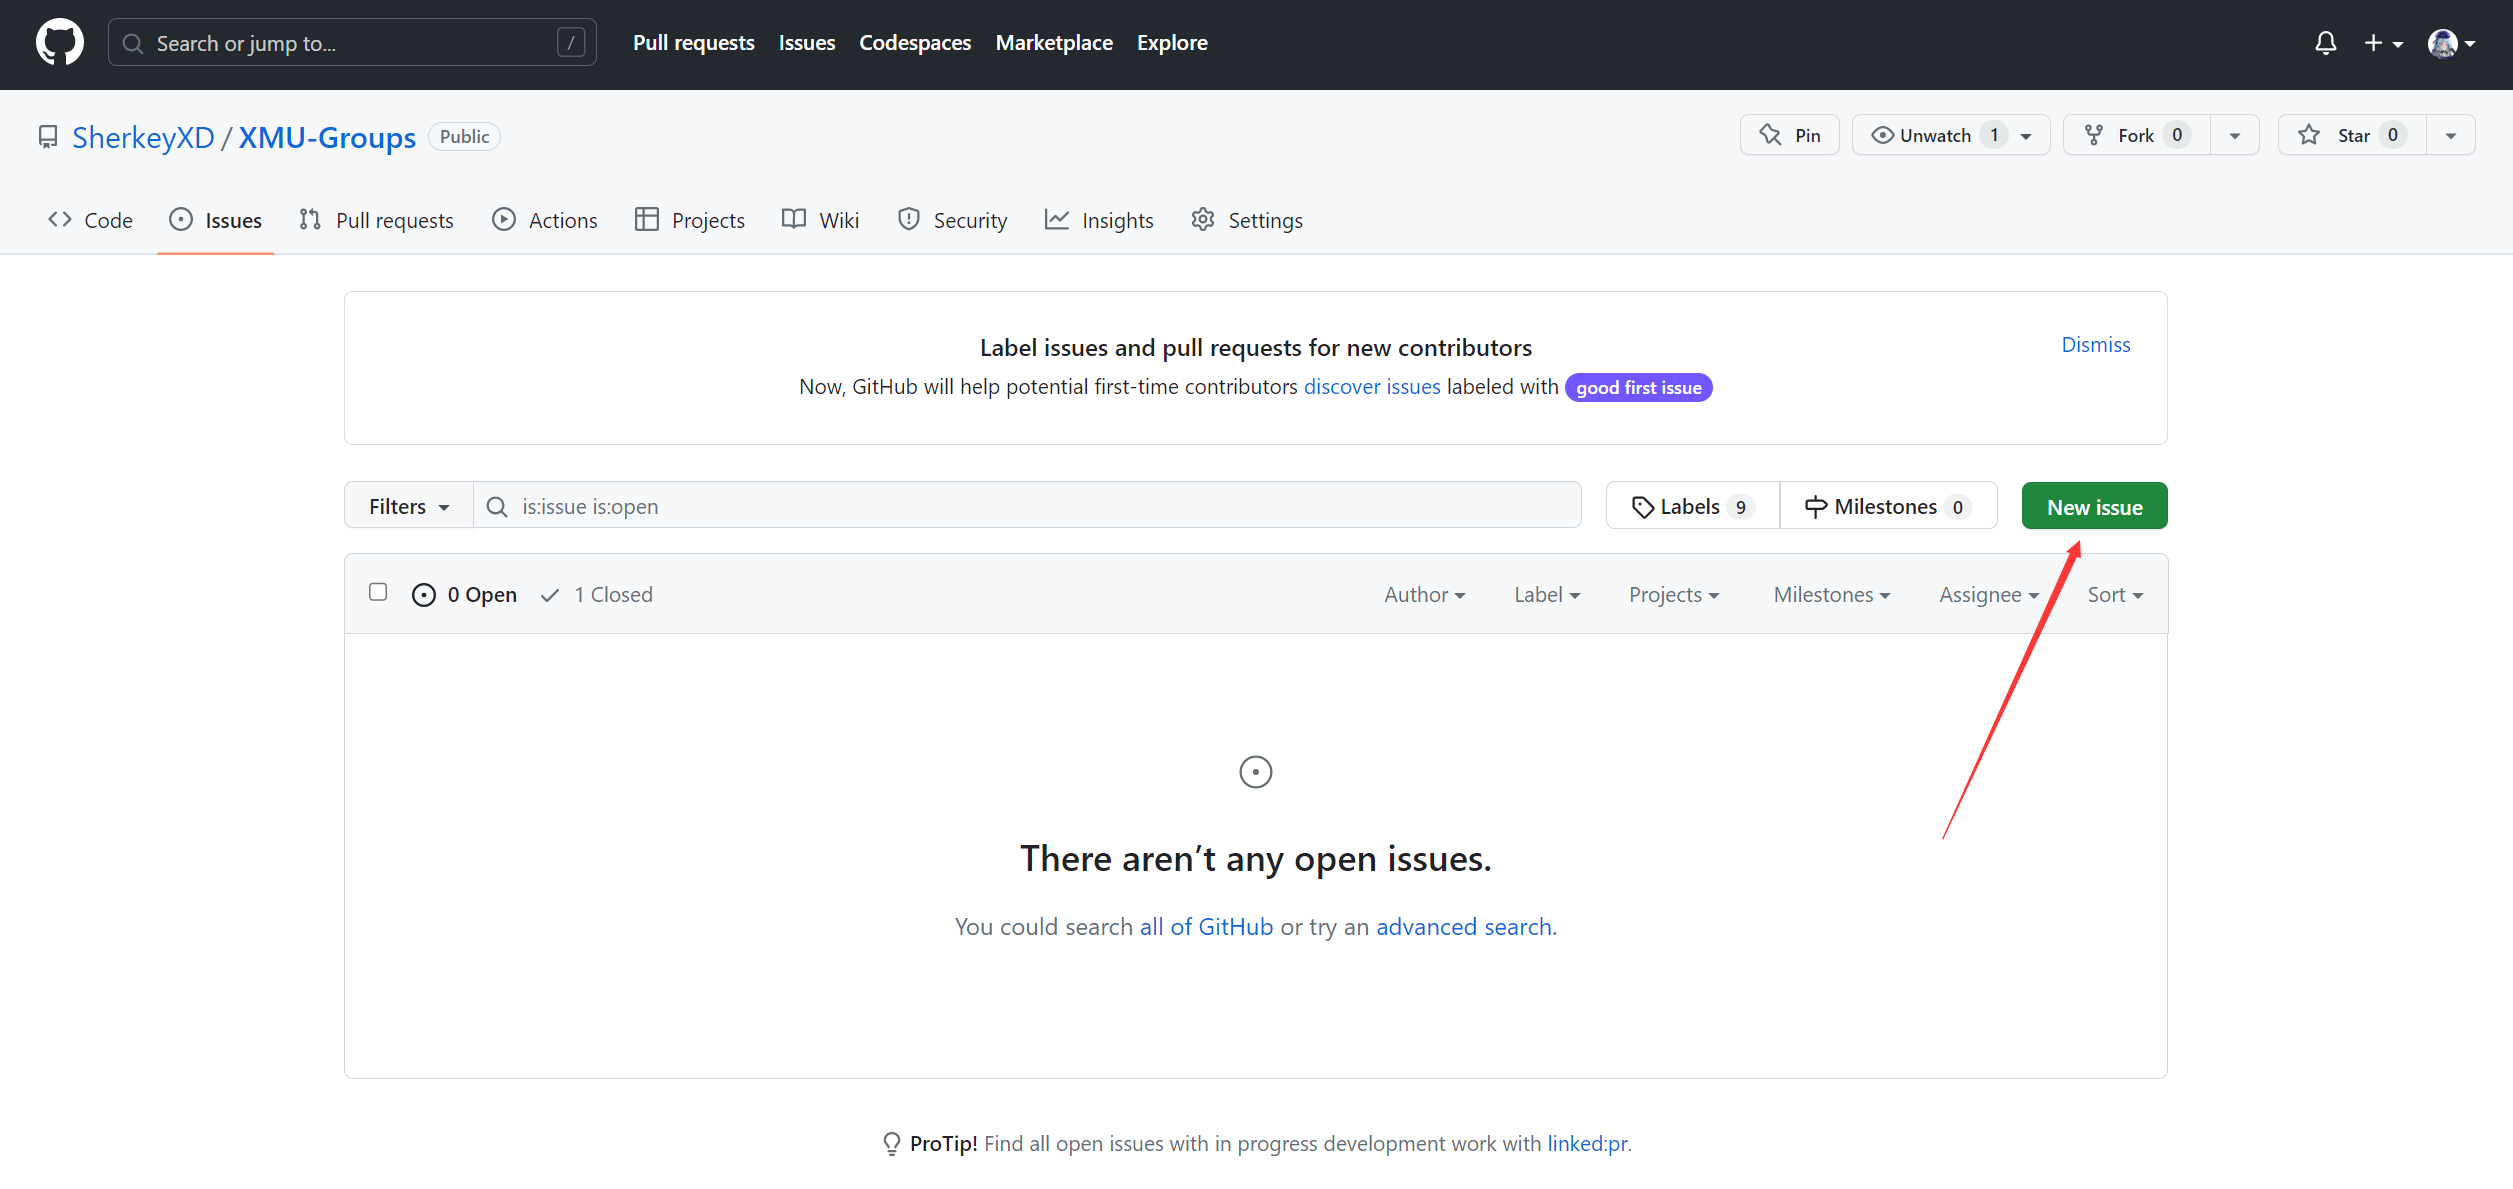 Search or jump to... / Pull requests Issues Codespaces Marketplace Explore
SherkeyXD / XMU-Groups Public Pin Unwatch 1 Fork 0 Star 0
Code Issues Pull requests Actions Projects Wiki Security Insights Settings
Label issues and pull requests for new contributors
Dismiss
Now, GitHub will help potential first-time contributors discover issues labeled with good first issue
Filters is:issue is:open Labels 9 Milestones 0 New issue
0 Open 1 Closed Author Label Projects Milestones Assignee Sort
There aren’t any open issues.
You could search all of GitHub or try an advanced search.
ProTip! Find all open issues with in progress development work with linked:pr.